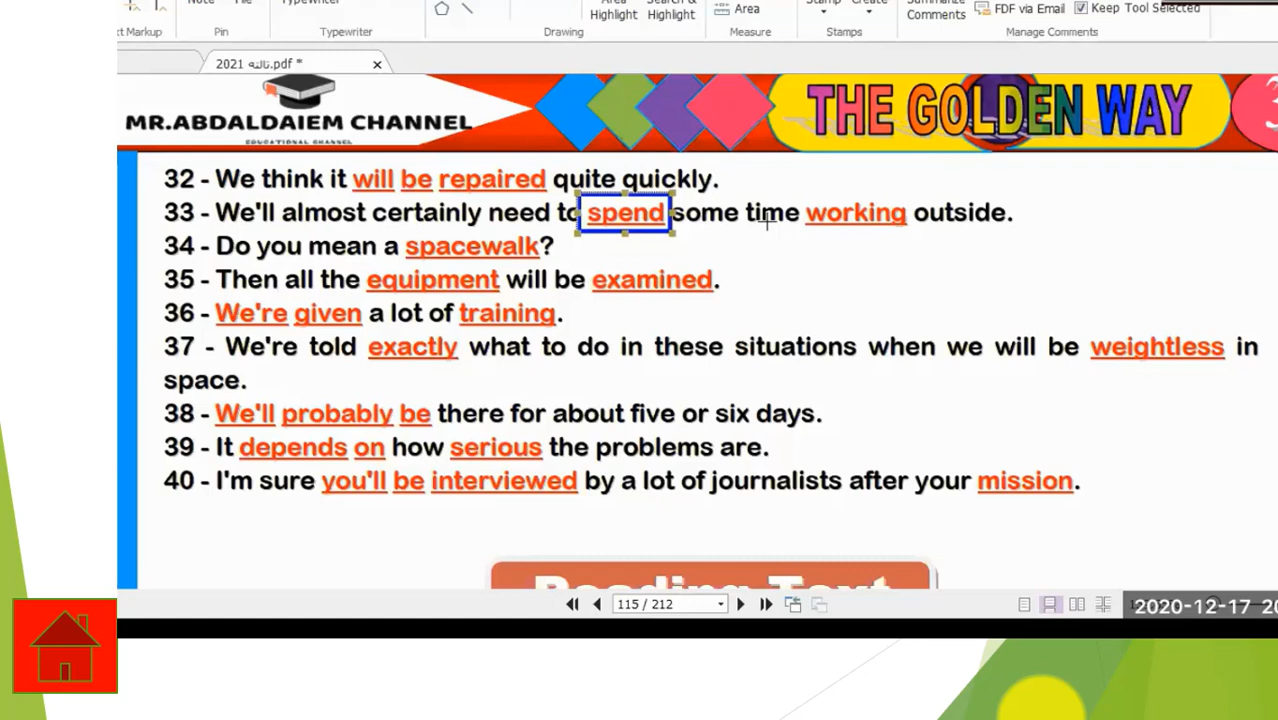 Note
File
Typewriter
Area
Search &
Highlight
Highlight
Area
Stamp
Create
Summarize
Comments
FDF via Email
Keep Tool Selected
t Markup
Pin
Typewriter
Drawing
Measure
Stamps
Manage Comments
2021 تالته.pdf *
MR.ABDALDAIEM CHANNEL
EDUCATIONAL CHANNEL
THE GOLDEN WAY
3
32 - We think it will be repaired quite quickly.
33 - We'll almost certainly need to spend some time working outside.
34 - Do you mean a spacewalk?
35 - Then all the equipment will be examined.
36 - We're given a lot of training.
37 - We're told exactly what to do in these situations when we will be weightless in
space.
38 - We'll probably be there for about five or six days.
39 - It depends on how serious the problems are.
40 - I'm sure you'll be interviewed by a lot of journalists after your mission.
Reading Text
115 / 212
2020-12-17